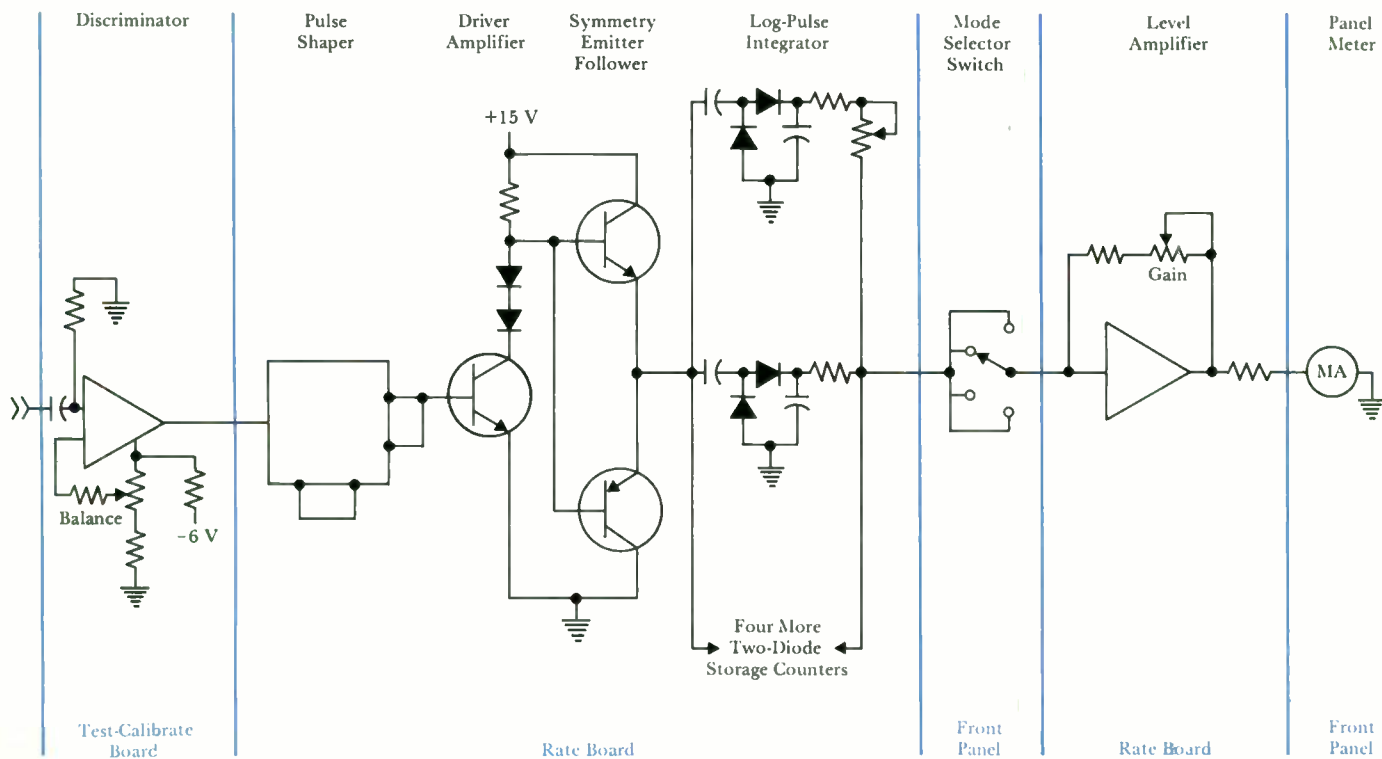 Discriminator
Pulse
Shaper
Driver
Amplifier
Symmetry
Emitter
Follower
Log-Pulse
Integrator
Mode
Selector
Switch
Level
Amplifier
Panel
Meter
+15 V
Gain
MA
Balance
-6 V
Four More
Two-Diode
Storage Counters
Test-Calibrate
Board
Rate Board
Front
Panel
Rate Board
Front
Panel